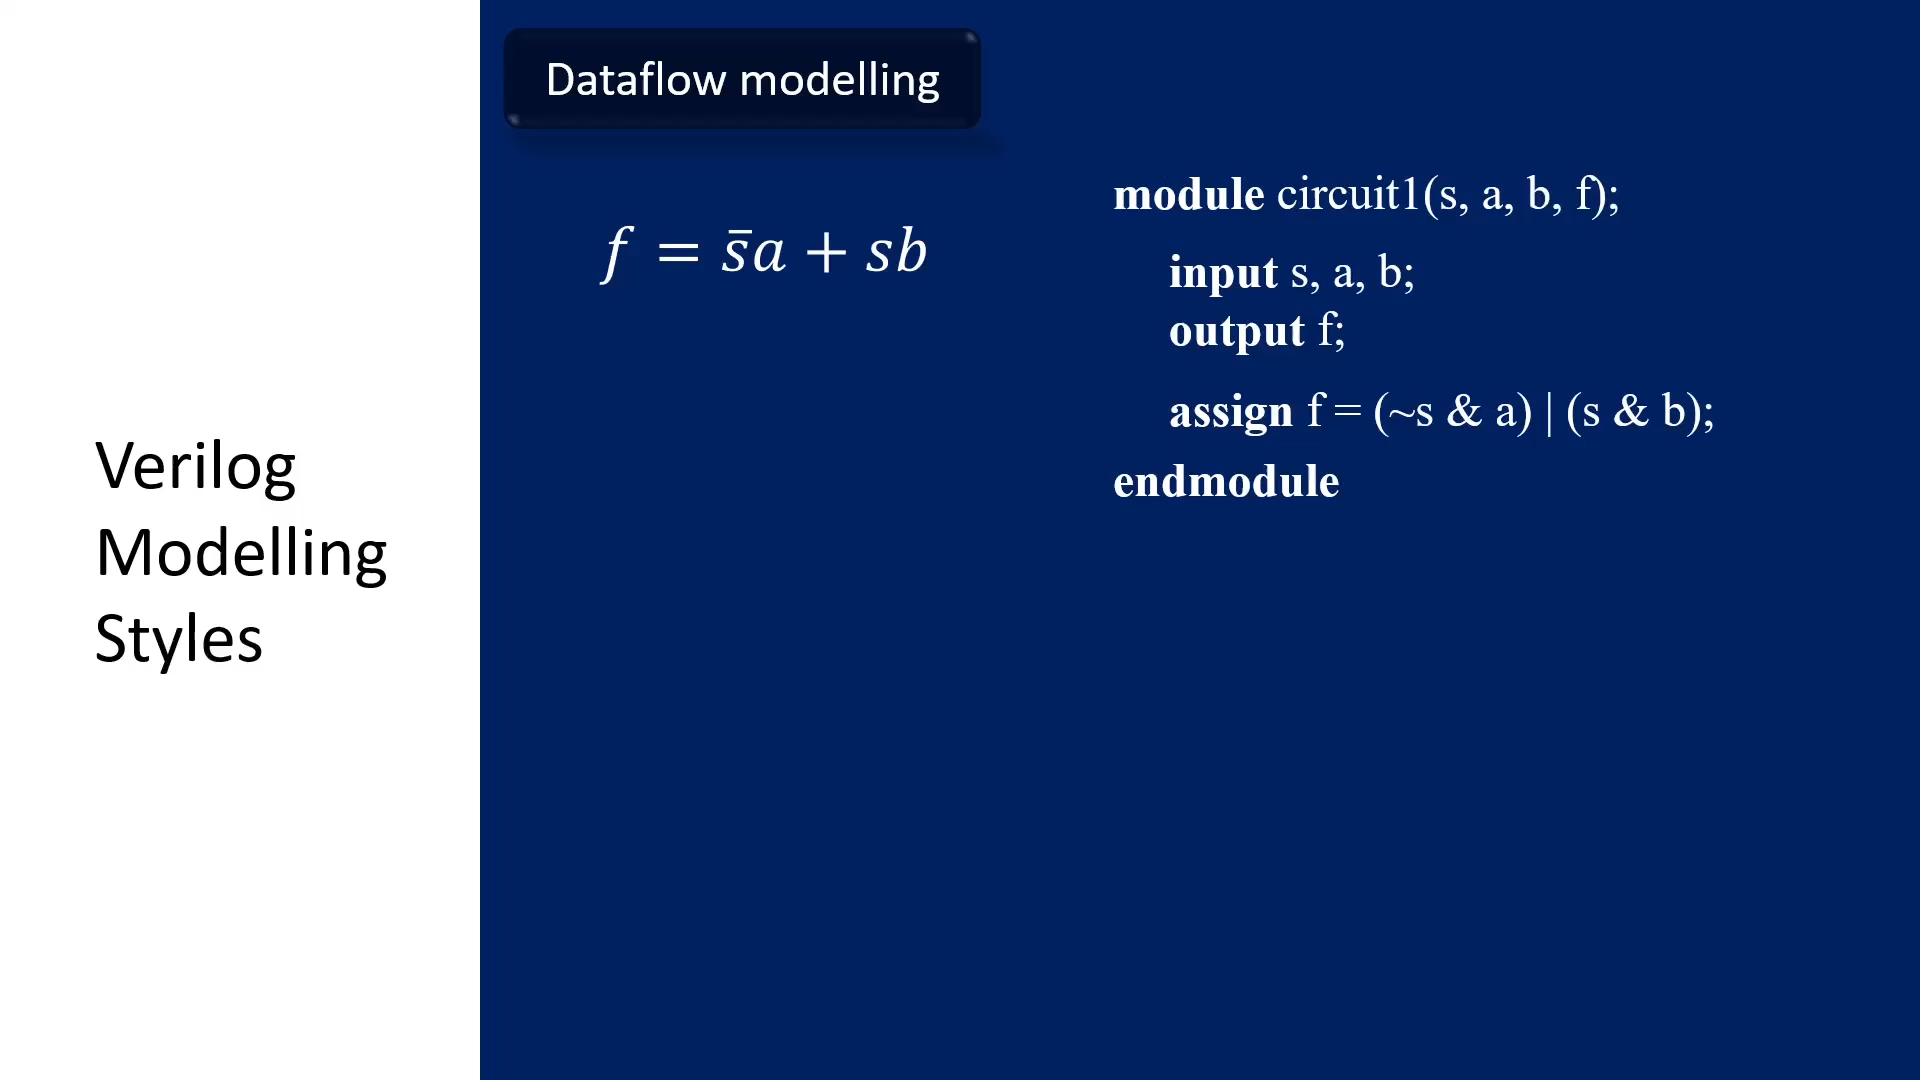 Verilog
Modelling
Styles
Dataflow modelling
f = s̄a + sb
module circuit1(s, a, b, f);
input s, a, b;
output f;
assign f = (~s & a) | (s & b);
endmodule